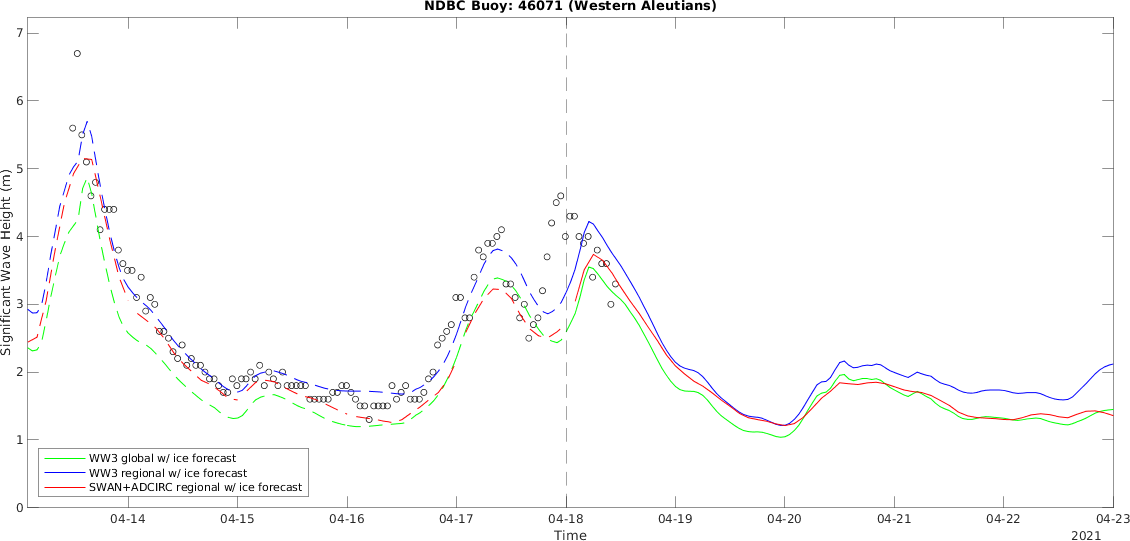 NDBC Buoy: 46071 (Western Aleutians)
Significant Wave Height (m)
7
6
5
4
3
2
1
0
WW3 global w/ ice forecast
WW3 regional w/ ice forecast
SWAN+ADCIRC regional w/ ice forecast
04-14 04-15 04-16 04-17 04-18 04-19 04-20 04-21 04-22 04-23
Time
2021